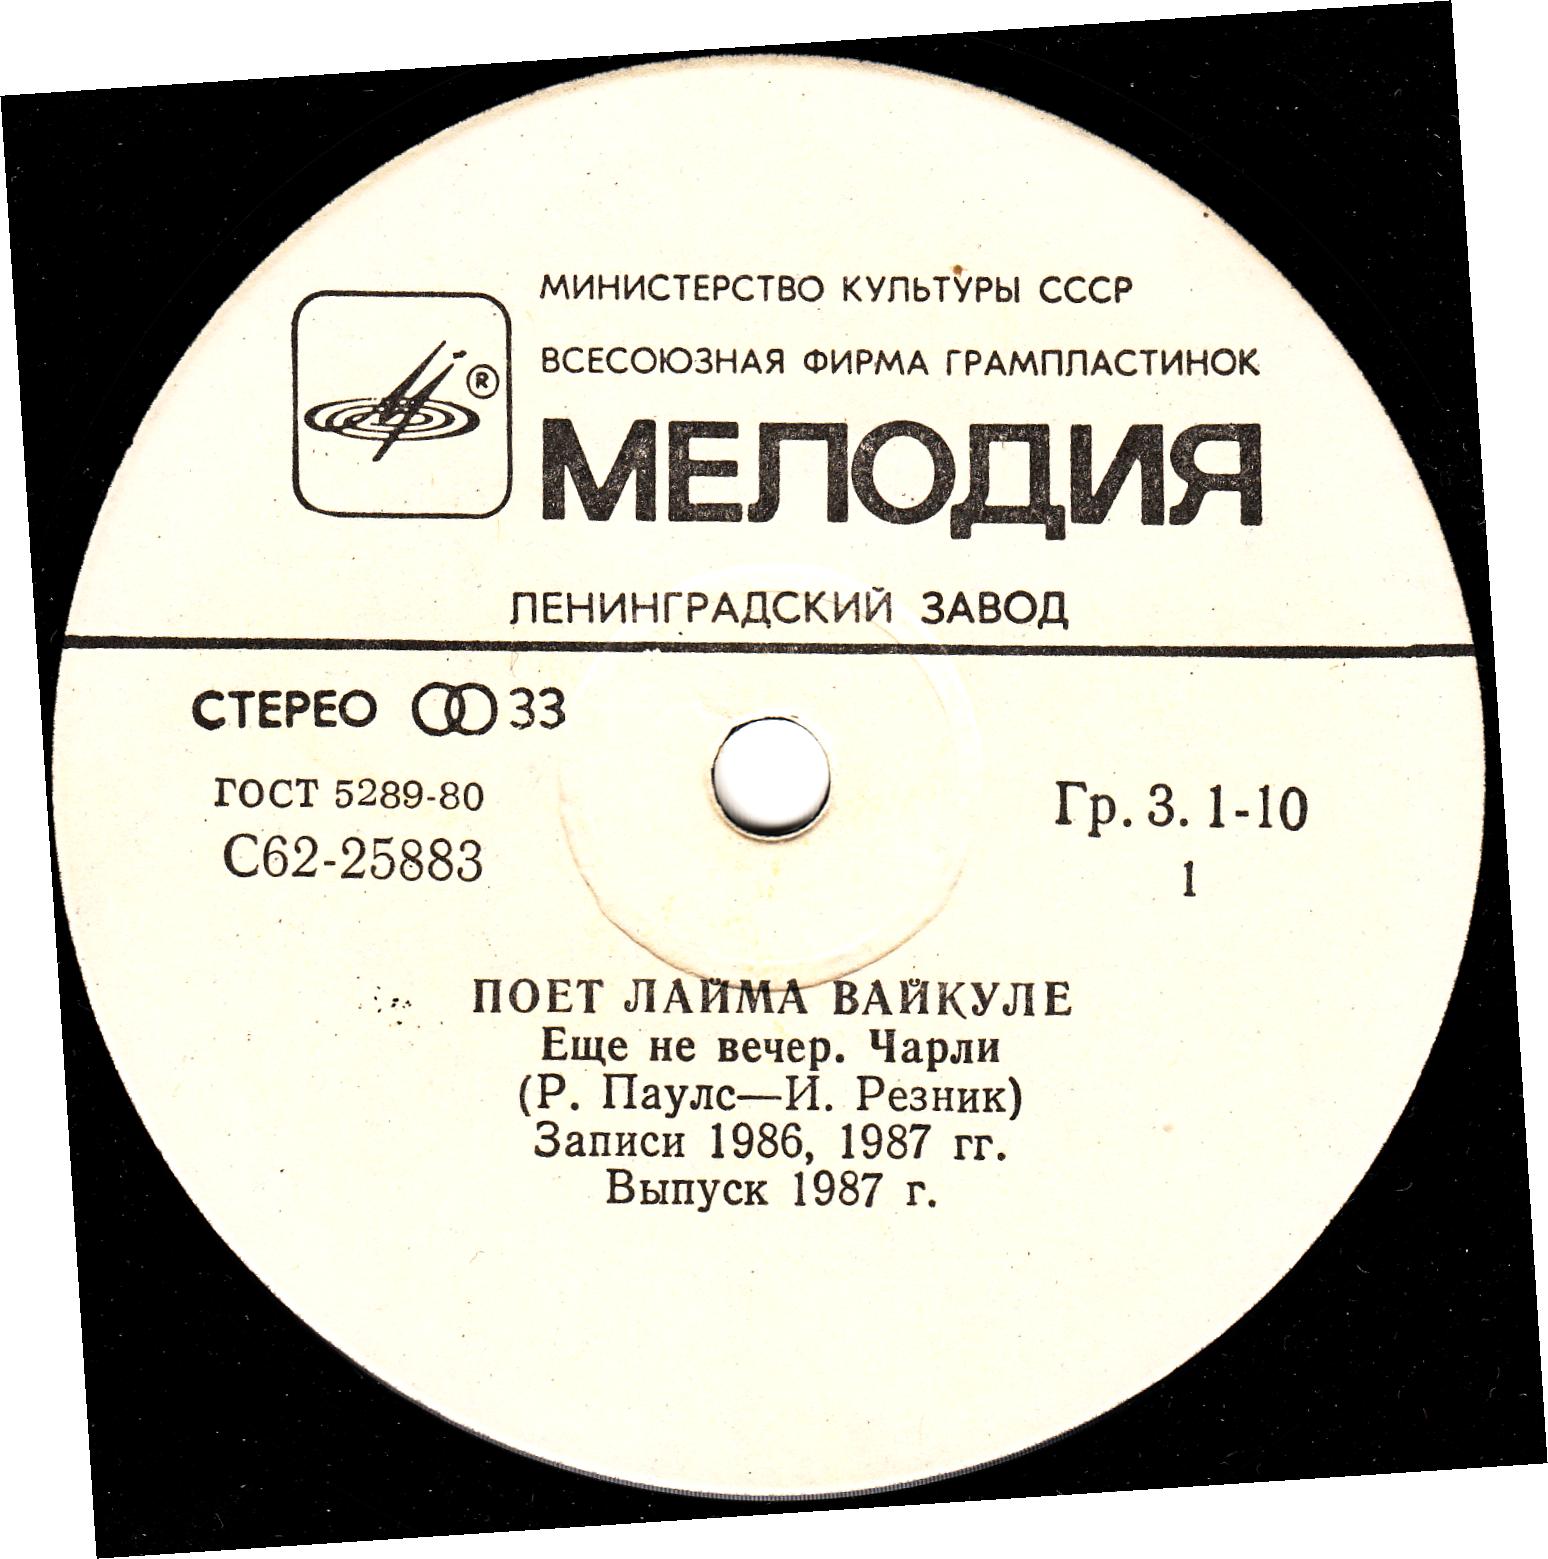 МИНИСТЕРСТВО КУЛЬТУРЫ СССР
ВСЕСОЮЗНАЯ ФИРМА ГРАМПЛАСТИНОК
®
МЕЛОДИЯ
ЛЕНИНГРАДСКИЙ ЗАВОД
СТЕРЕО 33
ГОСТ 5289-80
Гр. 3. 1-10
С62-25883
1
ПОЕТ ЛАЙМА ВАЙКУЛЕ
Еще не вечер. Чарли
(Р. Паулс—И. Резник)
Записи 1986, 1987 гг.
Выпуск 1987 г.